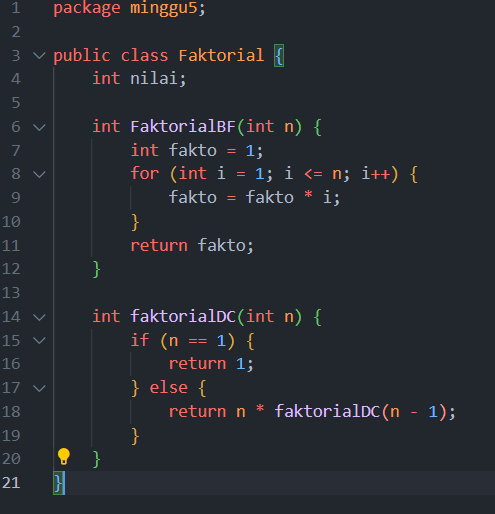 1 package minggu5;
2
3 public class Faktorial {
4     int nilai;
5
6     int FaktorialBF(int n) {
7         int fakto = 1;
8         for (int i = 1; i <= n; i++) {
9             fakto = fakto * i;
10         }
11         return fakto;
12     }
13
14     int faktorialDC(int n) {
15         if (n == 1) {
16             return 1;
17         } else {
18             return n * faktorialDC(n - 1);
19         }
20     }
21 }